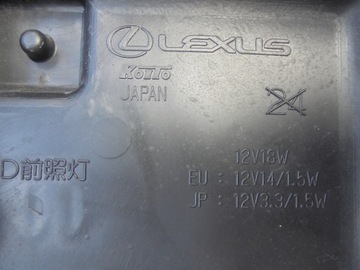 LEXUS
KOITO
JAPAN
24
12V18W
D前照灯
EU : 12V14/1.5W
JP : 12V3.3/1.5W